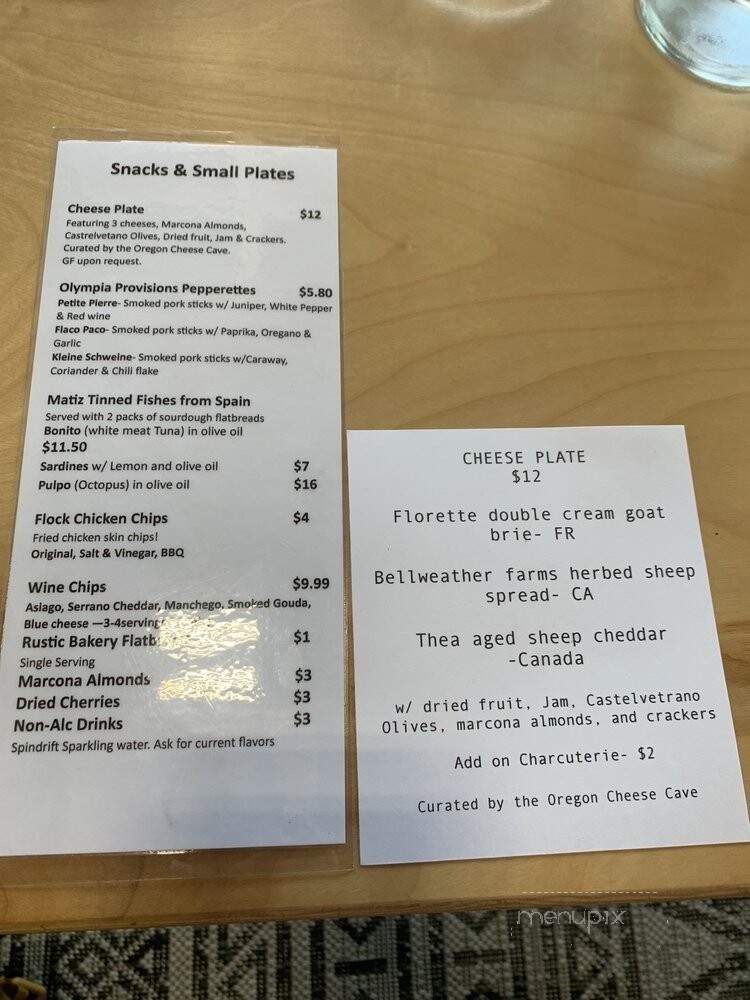 Snacks & Small Plates
Cheese Plate $12
Featuring 3 cheeses, Marcona Almonds,
Castrelvetano Olives, Dried fruit, Jam & Crackers.
Curated by the Oregon Cheese Cave.
GF upon request.
Olympia Provisions Pepperettes $5.80
Petite Pierre- Smoked pork sticks w/ Juniper, White Pepper
& Red wine
Flaco Paco- Smoked pork sticks w/ Paprika, Oregano &
Garlic
Kleine Schweine- Smoked pork sticks w/Caraway,
Coriander & Chili flake
Matiz Tinned Fishes from Spain
Served with 2 packs of sourdough flatbreads
Bonito (white meat Tuna) in olive oil
$11.50
Sardines w/ Lemon and olive oil $7
Pulpo (Octopus) in olive oil $16
Flock Chicken Chips $4
Fried chicken skin chips!
Original, Salt & Vinegar, BBQ
Wine Chips $9.99
Asiago, Serrano Cheddar, Manchego, Smoked Gouda,
Blue cheese —3-4serving
Rustic Bakery $1
Single Serving
Marcona Almonds $3
Dried Cherries $3
Non-Alc Drinks $3
Spindrift Sparkling water. Ask for current flavors
CHEESE PLATE
$12
Florette double cream goat
brie- FR
Bellweather farms herbed sheep
spread- CA
Thea aged sheep cheddar
-Canada
w/ dried fruit, Jam, Castelvetrano
Olives, marcona almonds, and crackers
Add on Charcuterie- $2
Curated by the Oregon Cheese Cave
menupix